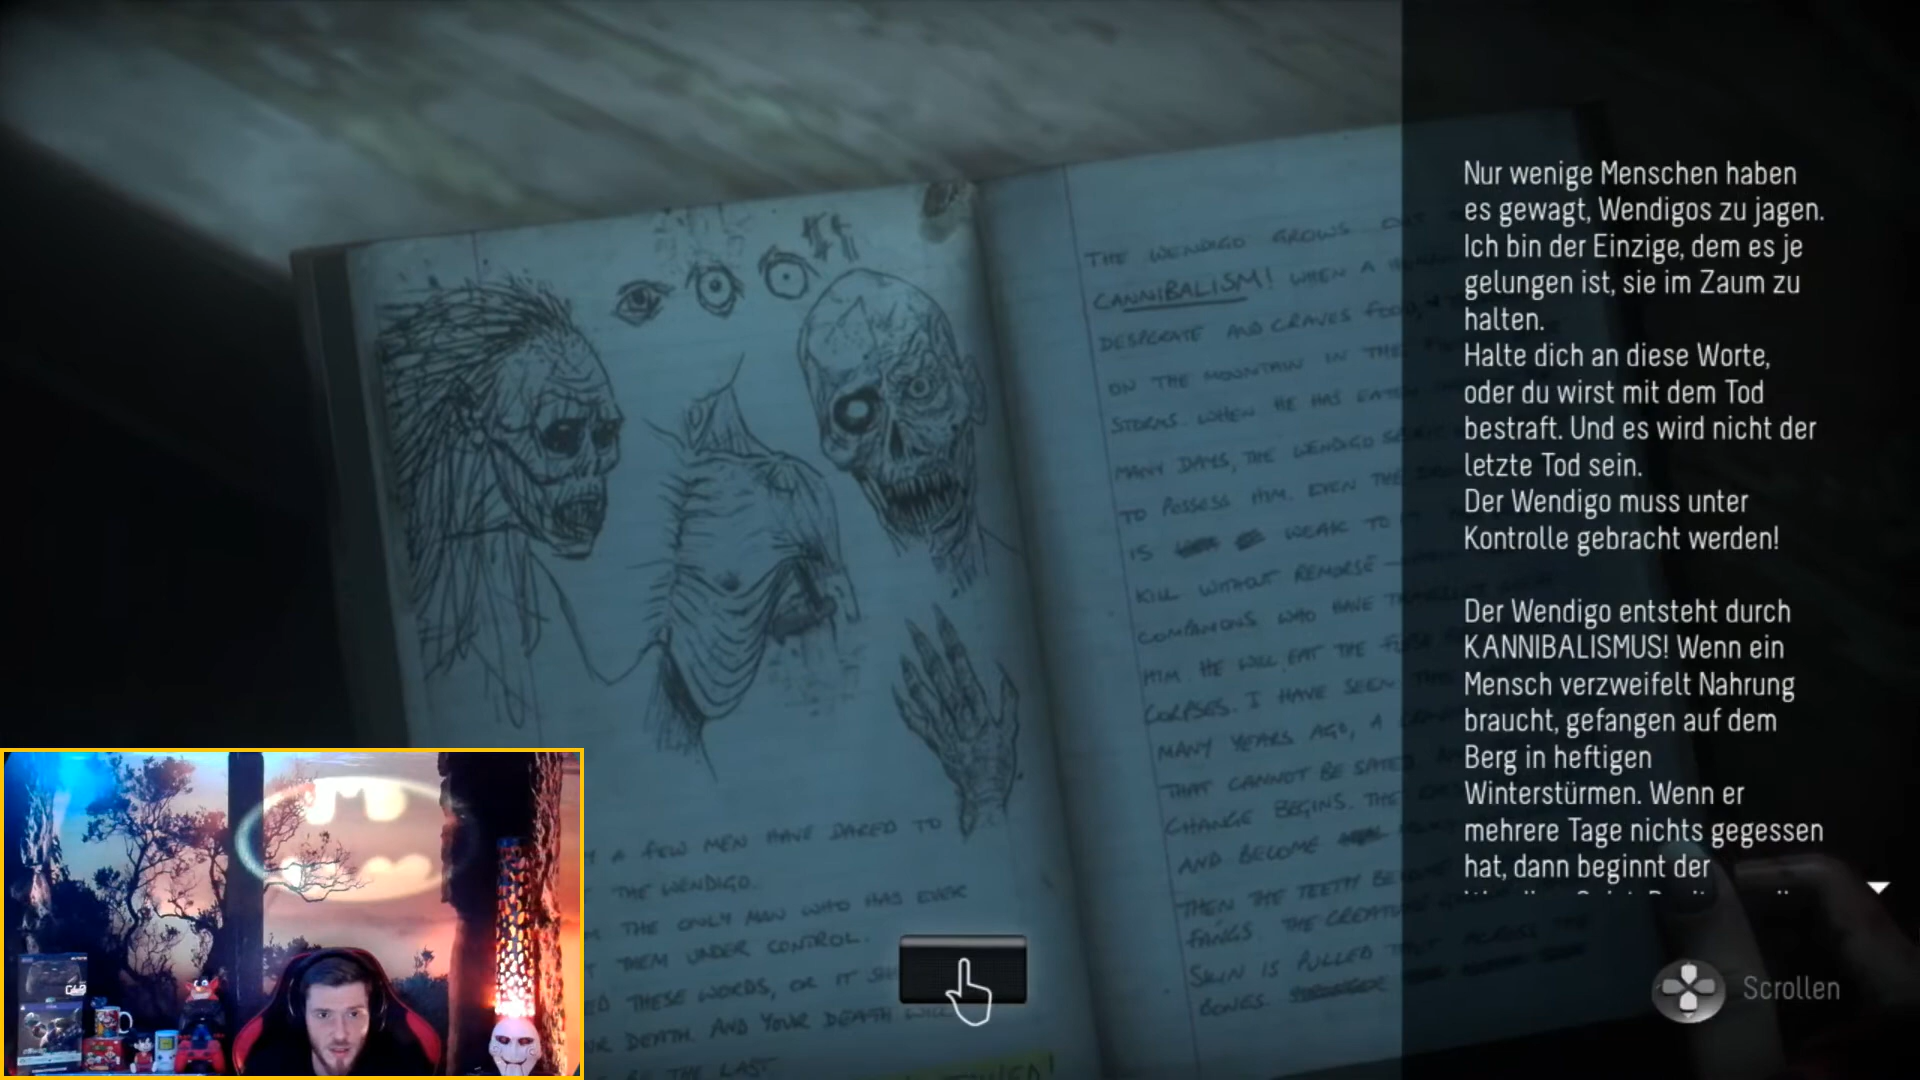 THE WENDIGO GROWS
CANNIBALISM! WHEN A
DESPERATE AND CRAVES FOOD,
ON THE MOUNTAIN IN THE
STORMS. WHEN HE HAS EATEN
MANY DAYS, THE WENDIGO
TO POSSESS HIM. EVEN THE
IS WEAK TO
KILL WITHOUT REMORSE
COMPANIONS WHO HAVE
HIM HE WILL EAT THE
CORPSES. I HAVE SEEN
MANY YEARS AGO, A
THAT CANNOT BE SATED
CHANGE BEGINS. THE
AND BECOME
THEN THE TEETH
FANGS. THE CREATURE
SKIN IS PULLED TAUT ACROSS THE
BONES.
A FEW MEN HAVE DARED TO
THE WENDIGO.
THE ONLY MAN WHO HAS EVER
THEM UNDER CONTROL.
THESE WORDS, OR IT
DEATH. AND YOUR DEATH WILL
BE THE LAST
Nur wenige Menschen haben
es gewagt, Wendigos zu jagen.
Ich bin der Einzige, dem es je
gelungen ist, sie im Zaum zu
halten.
Halte dich an diese Worte,
oder du wirst mit dem Tod
bestraft. Und es wird nicht der
letzte Tod sein.
Der Wendigo muss unter
Kontrolle gebracht werden!
Der Wendigo entsteht durch
KANNIBALISMUS! Wenn ein
Mensch verzweifelt Nahrung
braucht, gefangen auf dem
Berg in heftigen
Winterstürmen. Wenn er
mehrere Tage nichts gegessen
hat, dann beginnt der
Scrollen